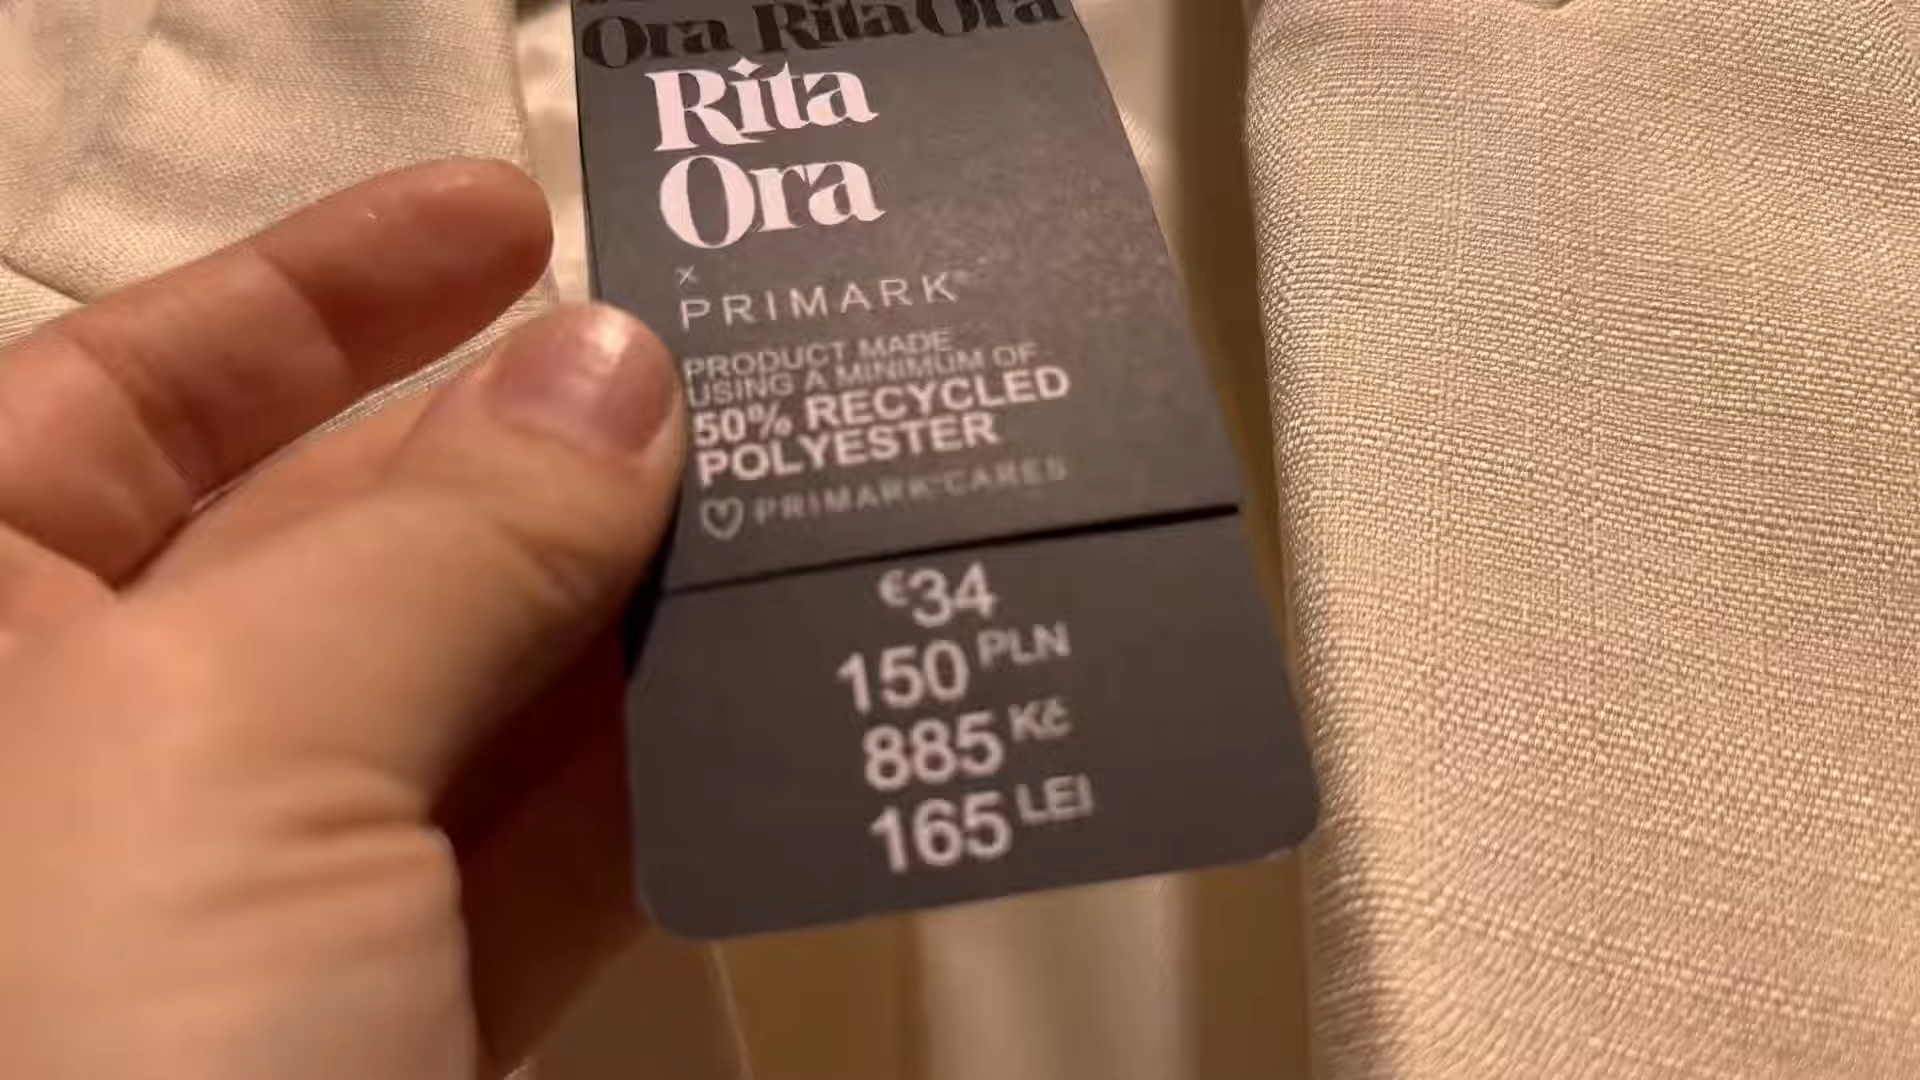 Ora Rita Ora
Rita
Ora
×
PRIMARK®
PRODUCT MADE
USING A MINIMUM OF
50% RECYCLED
POLYESTER
PRIMARK CARES
€34
150 PLN
885 Kč
165 LEI